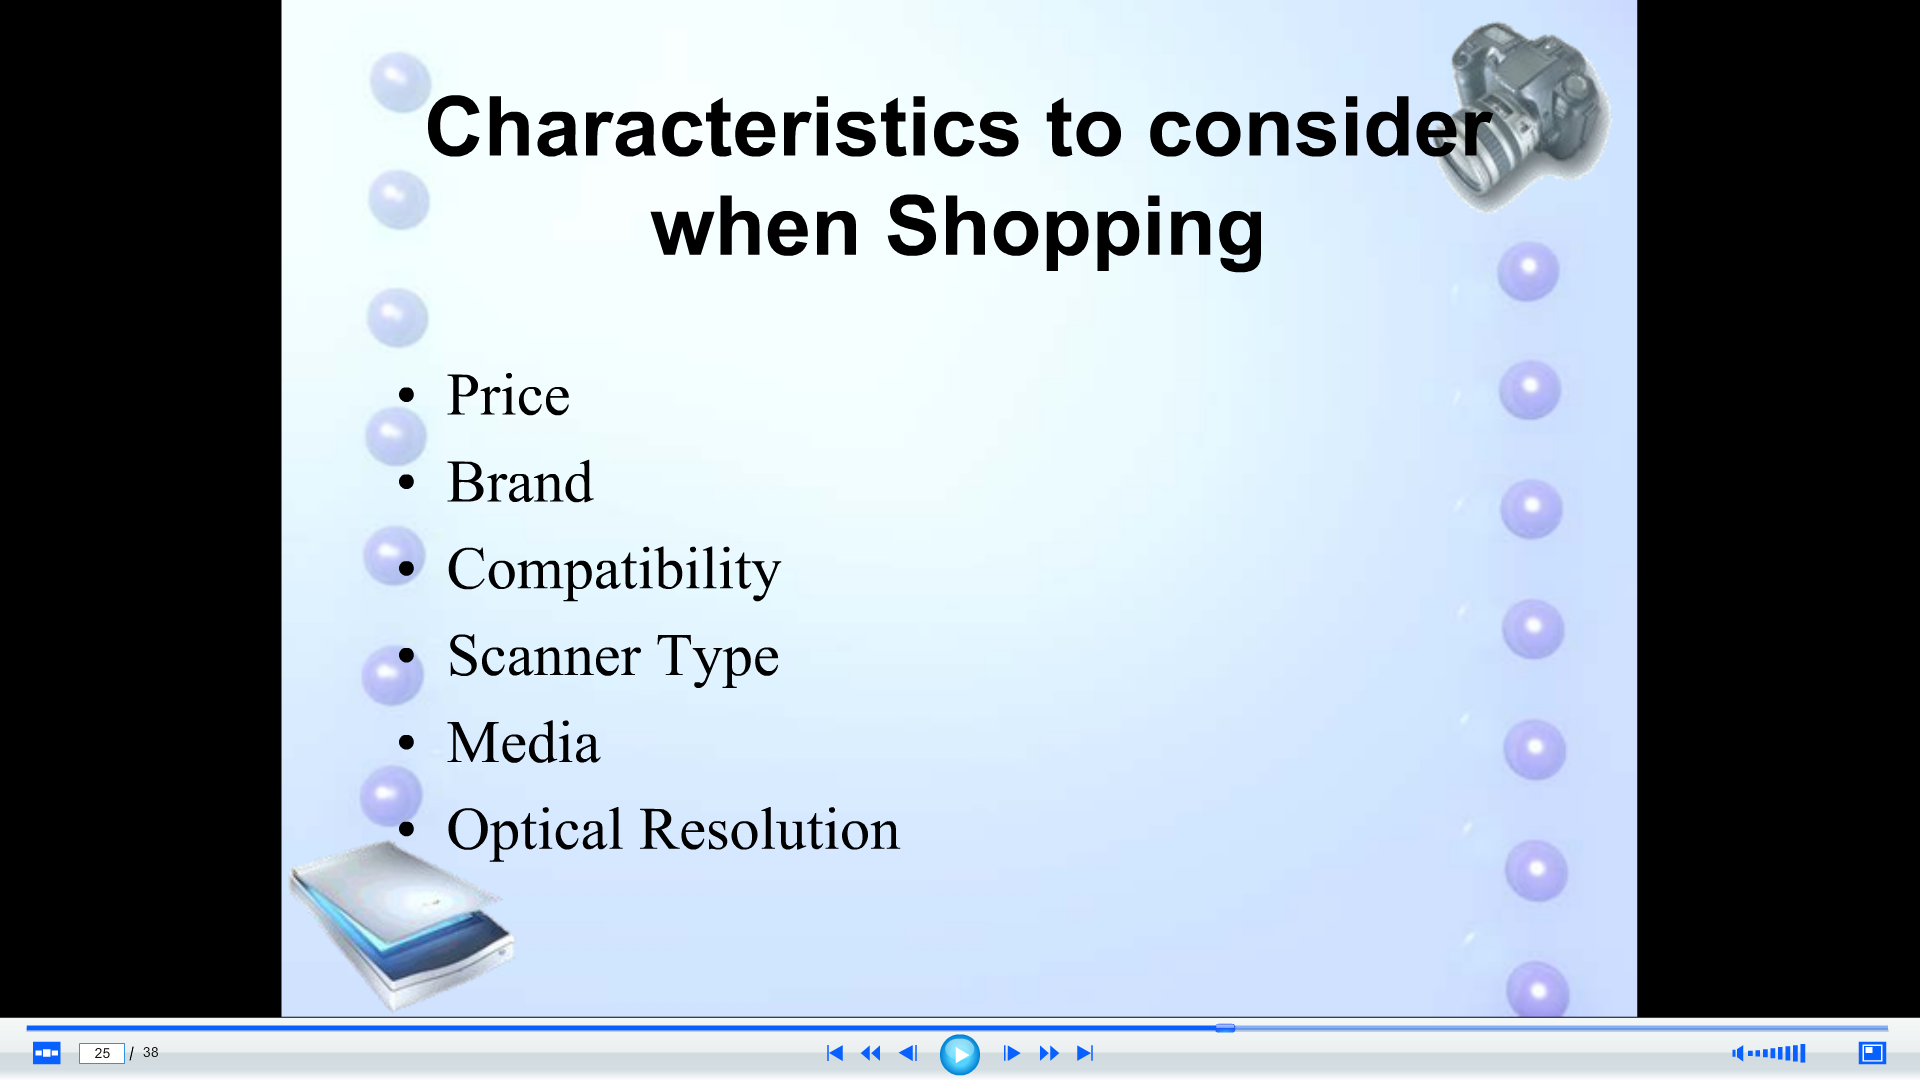 Characteristics to consider
when Shopping
• Price
• Brand
• Compatibility
• Scanner Type
• Media
• Optical Resolution
25 / 38